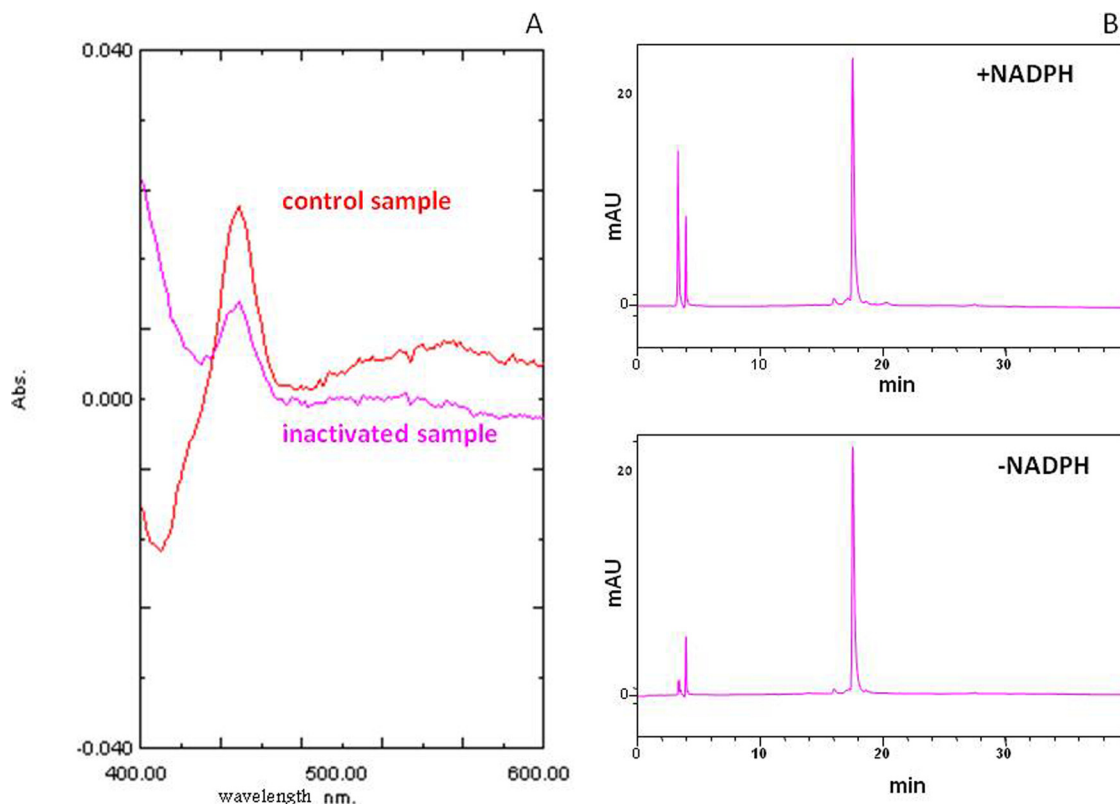 A
0.040
control sample
Abs.
0.000
inactivated sample
-0.040
400.00 500.00 600.00
wavelength nm.
B
+NADPH
20
mAU
0
0 10 20 30
min
-NADPH
20
mAU
0
0 10 20 30
min